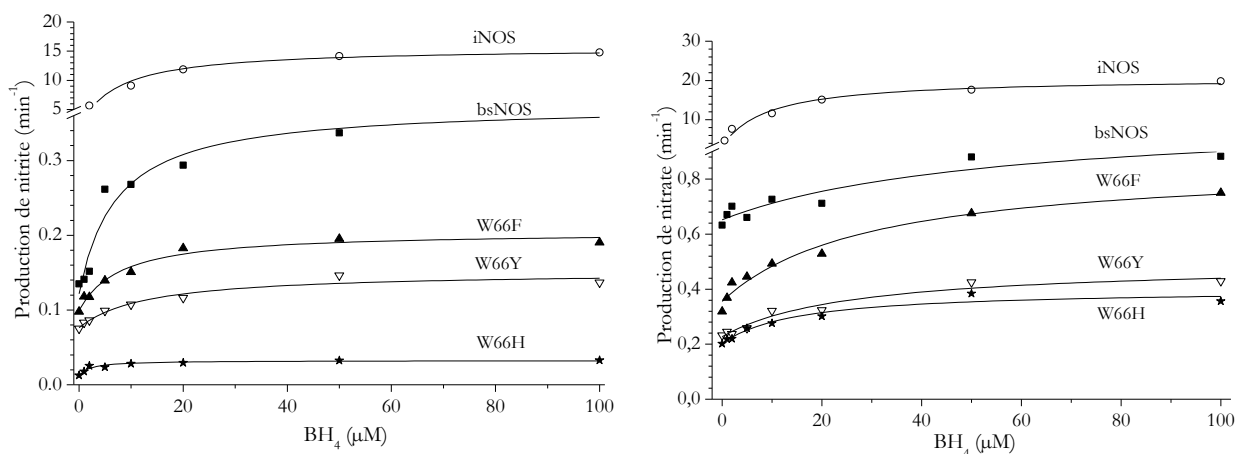 Production de nitrite (min-1)
15
10
5
0.3
0.2
0.1
0.0
iNOS
bsNOS
W66F
W66Y
W66H
0
20
40
60
80
100
BH4 (μM)
Production de nitrate (min-1)
30
20
10
0,8
0,6
0,4
0,2
0,0
iNOS
bsNOS
W66F
W66Y
W66H
0
20
40
60
80
100
BH4 (μM)